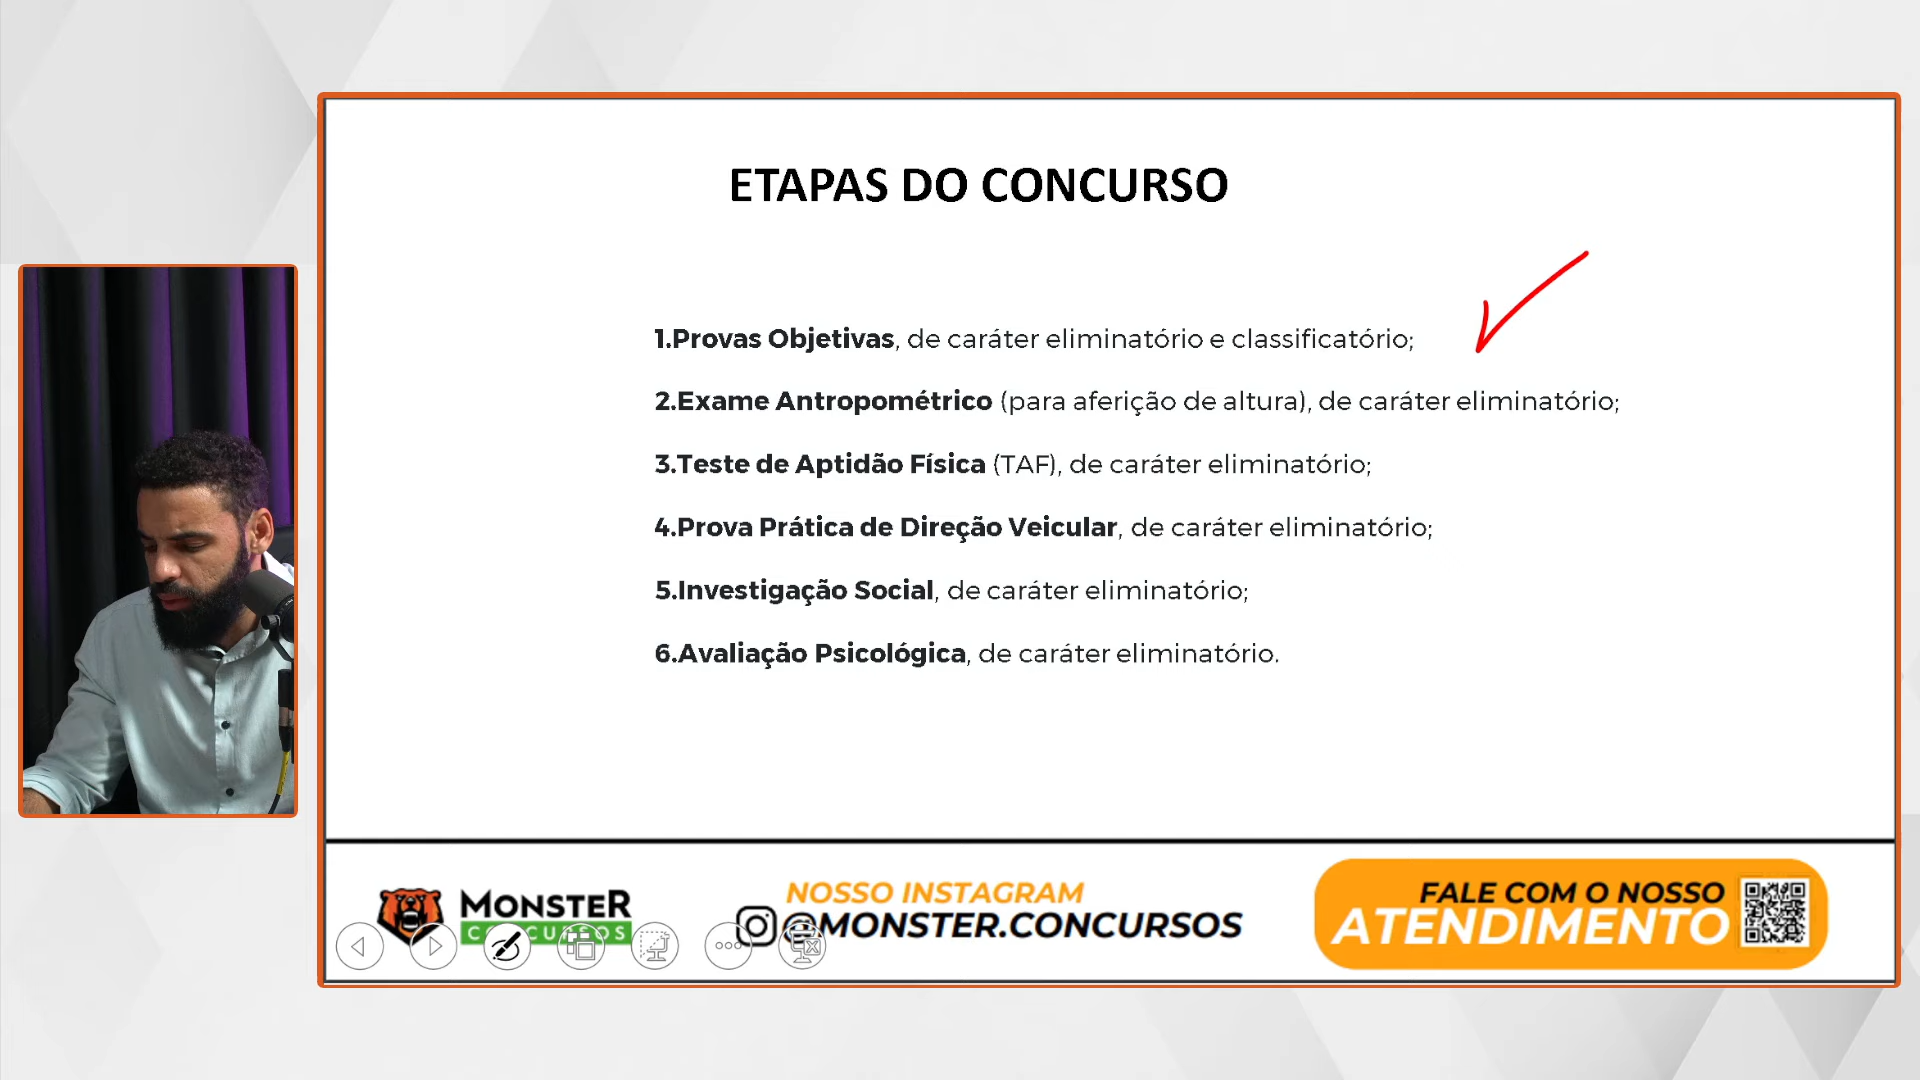 ETAPAS DO CONCURSO
1.Provas Objetivas, de caráter eliminatório e classificatório;
2.Exame Antropométrico (para aferição de altura), de caráter eliminatório;
3.Teste de Aptidão Física (TAF), de caráter eliminatório;
4.Prova Prática de Direção Veicular, de caráter eliminatório;
5.Investigação Social, de caráter eliminatório;
6.Avaliação Psicológica, de caráter eliminatório.
MONSTER
CONCURSOS
NOSSO INSTAGRAM
@MONSTER.CONCURSOS
FALE COM O NOSSO
ATENDIMENTO